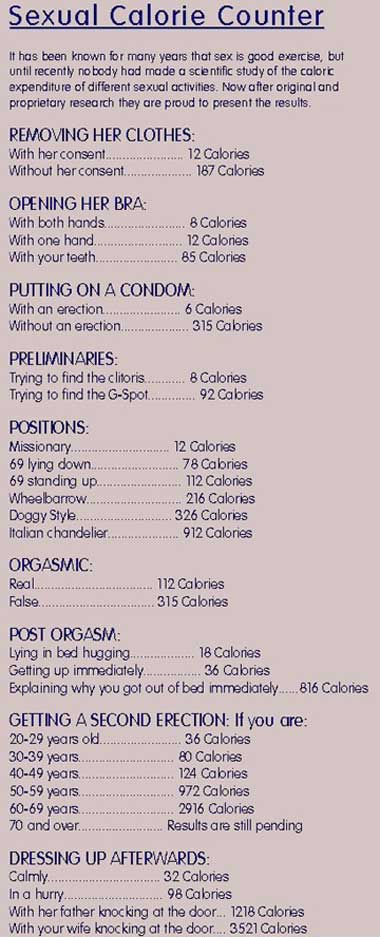 Sexual Calorie Counter
It has been known for many years that sex is good exercise, but
until recently nobody had made a scientific study of the caloric
expenditure of different sexual activities. Now after original and
proprietary research they are proud to present the results.
REMOVING HER CLOTHES:
With her consent....................... 12 Calories
Without her consent.................... 187 Calories
OPENING HER BRA:
With both hands........................ 8 Calories
With one hand.......................... 12 Calories
With your teeth........................ 85 Calories
PUTTING ON A CONDOM:
With an erection....................... 6 Calories
Without an erection.................... 315 Calories
PRELIMINARIES:
Trying to find the clitoris............ 8 Calories
Trying to find the G-Spot.............. 92 Calories
POSITIONS:
Missionary............................. 12 Calories
69 lying down.......................... 78 Calories
69 standing up......................... 112 Calories
Wheelbarrow............................ 216 Calories
Doggy Style............................ 326 Calories
Italian chandelier..................... 912 Calories
ORGASMIC:
Real................................... 112 Calories
False.................................. 315 Calories
POST ORGASM:
Lying in bed hugging................... 18 Calories
Getting up immediately................. 36 Calories
Explaining why you got out of bed immediately......816 Calories
GETTING A SECOND ERECTION: If you are:
20-29 years old........................ 36 Calories
30-39 years............................ 80 Calories
40-49 years............................ 124 Calories
50-59 years............................ 972 Calories
60-69 years............................ 2916 Calories
70 and over......................... Results are still pending
DRESSING UP AFTERWARDS:
Calmly................................. 32 Calories
In a hurry............................. 98 Calories
With her father knocking at the door... 1218 Calories
With your wife knocking at the door.... 3521 Calories